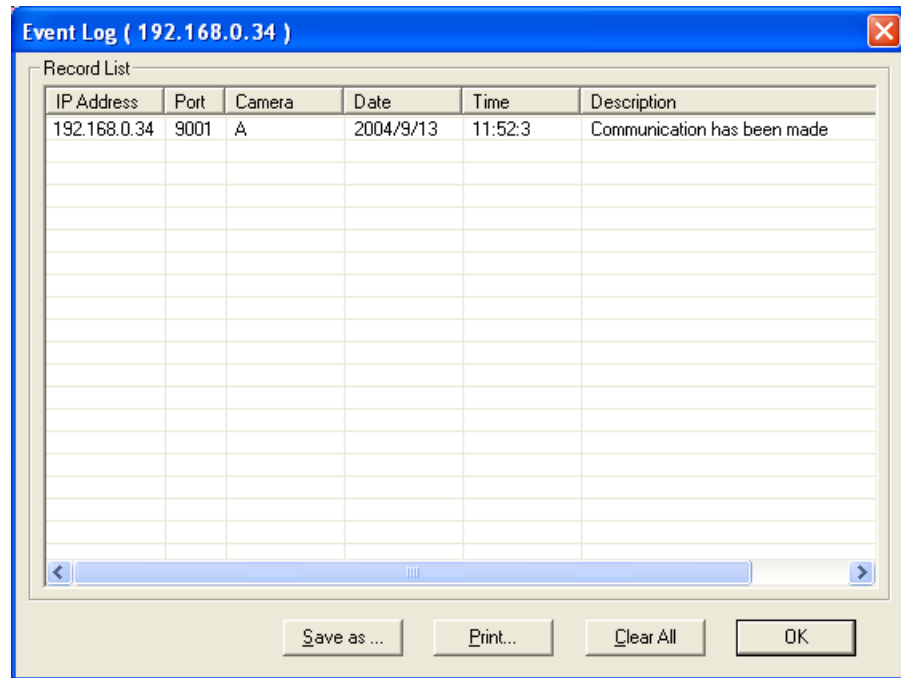 Event Log ( 192.168.0.34 )
Record List
IP Address Port Camera Date Time Description
192.168.0.34 9001 A 2004/9/13 11:52:3 Communication has been made
Save as ... Print... Clear All OK